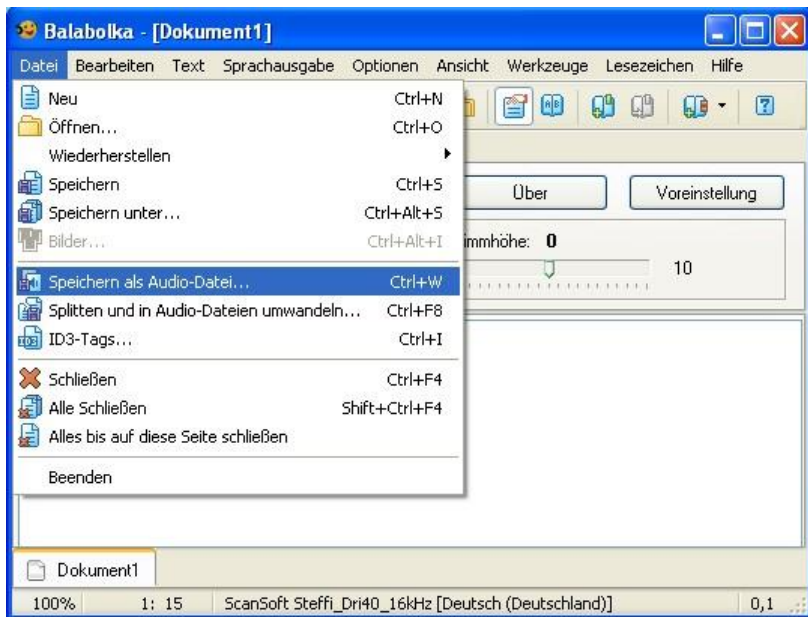 Balabolka - [Dokument1]
Datei Bearbeiten Text Sprachausgabe Optionen Ansicht Werkzeuge Lesezeichen Hilfe
Neu Ctrl+N
Öffnen... Ctrl+O
Wiederherstellen
Speichern Ctrl+S
Speichern unter... Ctrl+Alt+S
Bilder... Ctrl+Alt+I
Speichern als Audio-Datei... Ctrl+W
Splitten und in Audio-Dateien umwandeln... Ctrl+F8
ID3-Tags... Ctrl+I
Schließen Ctrl+F4
Alle Schließen Shift+Ctrl+F4
Alles bis auf diese Seite schließen
Beenden
Über Voreinstellung
immhöhe: 0
10
Dokument1
100% 1: 15 ScanSoft Steffi_Dri40_16kHz [Deutsch (Deutschland)] 0,1